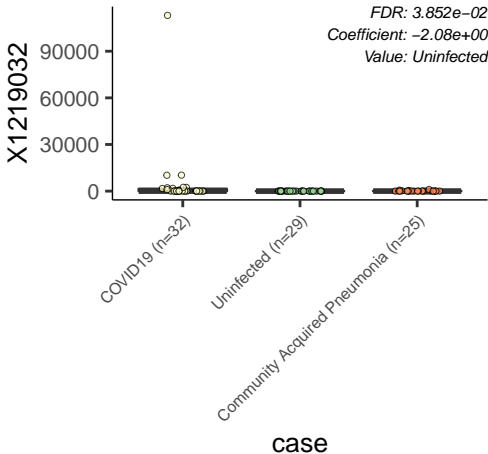 FDR: 3.852e−02
Coefficient: −2.08e+00
Value: Uninfected
X1219032
90000
60000
30000
0
COVID19 (n=32)
Uninfected (n=29)
Community Acquired Pneumonia (n=25)
case